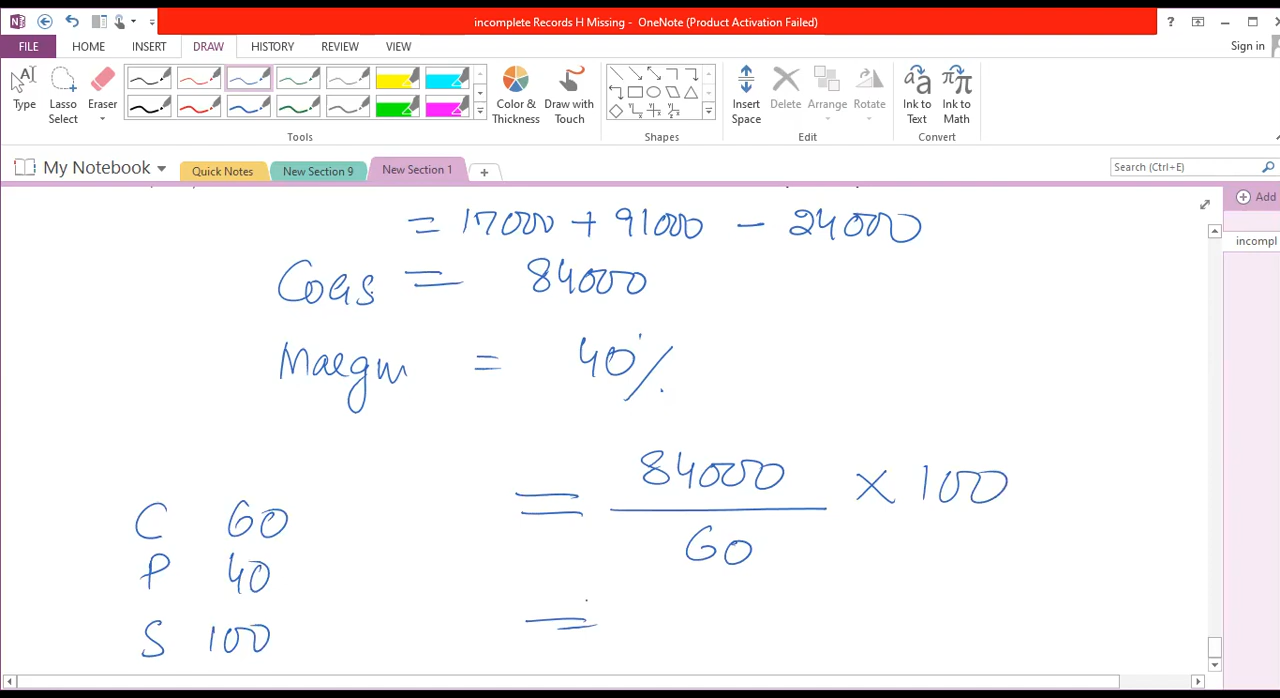 incomplete Records H Missing - OneNote (Product Activation Failed)
FILE HOME INSERT DRAW HISTORY REVIEW VIEW Sign in
Type Lasso Select Eraser Color & Thickness Draw with Touch Insert Space Delete Arrange Rotate Ink to Text Ink to Math
Tools Shapes Edit Convert
My Notebook Quick Notes New Section 9 New Section 1 Search (Ctrl+E)
Add
incompl
= 17000 + 91000 - 24000
COGS = 84000
Margin = 40%
= 84000 / 60 × 100
C 60
P 40
S 100 =